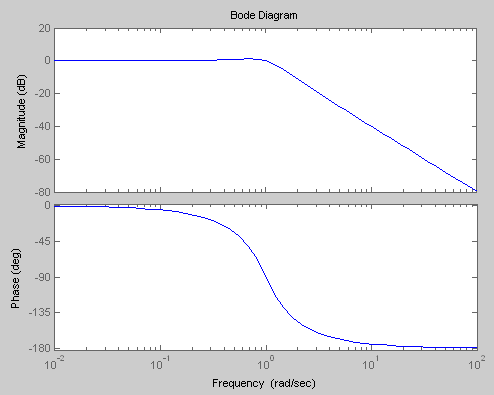 Bode Diagram
20
0
-20
-40
-60
-80
Magnitude (dB)
0
-45
-90
-135
-180
Phase (deg)
10^-2 10^-1 10^0 10^1 10^2
Frequency (rad/sec)